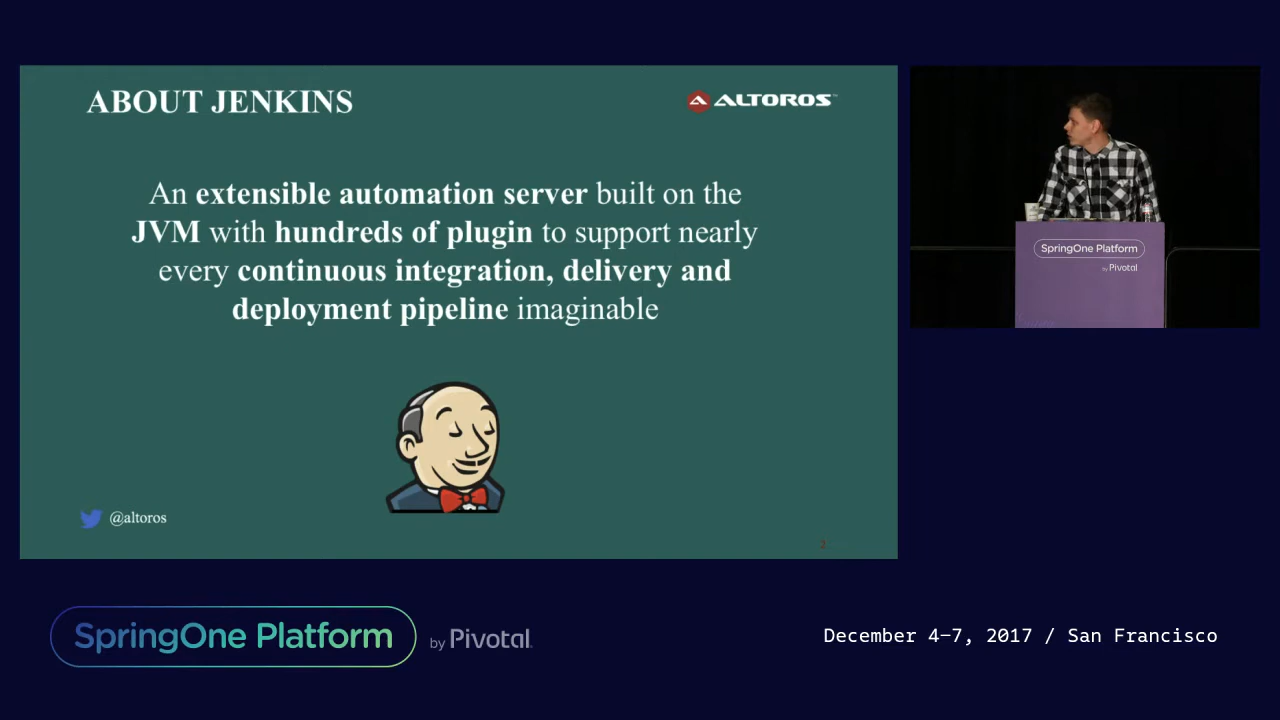 ABOUT JENKINS
ALTOROS
An extensible automation server built on the
JVM with hundreds of plugin to support nearly
every continuous integration, delivery and
deployment pipeline imaginable
@altoros
2
SpringOne Platform
by Pivotal
SpringOne Platform
by Pivotal
December 4–7, 2017 / San Francisco